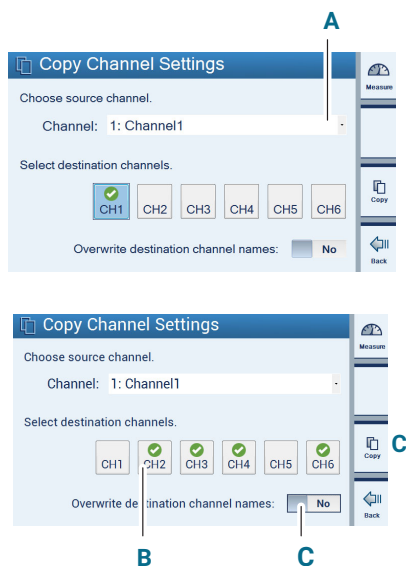 A
Copy Channel Settings
Measure
Choose source channel.
Channel: 1: Channel1
Select destination channels.
CH1 CH2 CH3 CH4 CH5 CH6
Copy
Overwrite destination channel names: No
Back
Copy Channel Settings
Measure
Choose source channel.
Channel: 1: Channel1
Select destination channels.
CH1 CH2 CH3 CH4 CH5 CH6
Copy C
Overwrite destination channel names: No
Back
B C